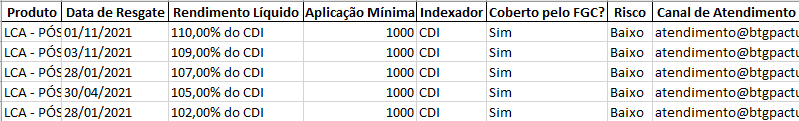 Produto Data de Resgate Rendimento Líquido Aplicação Mínima Indexador Coberto pelo FGC? Risco Canal de Atendimento
LCA - PÓS 01/11/2021 110,00% do CDI 1000 CDI Sim Baixo atendimento@btgpactu
LCA - PÓS 03/11/2021 109,00% do CDI 1000 CDI Sim Baixo atendimento@btgpactu
LCA - PÓS 28/01/2021 107,00% do CDI 1000 CDI Sim Baixo atendimento@btgpactu
LCA - PÓS 30/04/2021 105,00% do CDI 1000 CDI Sim Baixo atendimento@btgpactu
LCA - PÓS 28/01/2021 102,00% do CDI 1000 CDI Sim Baixo atendimento@btgpactu